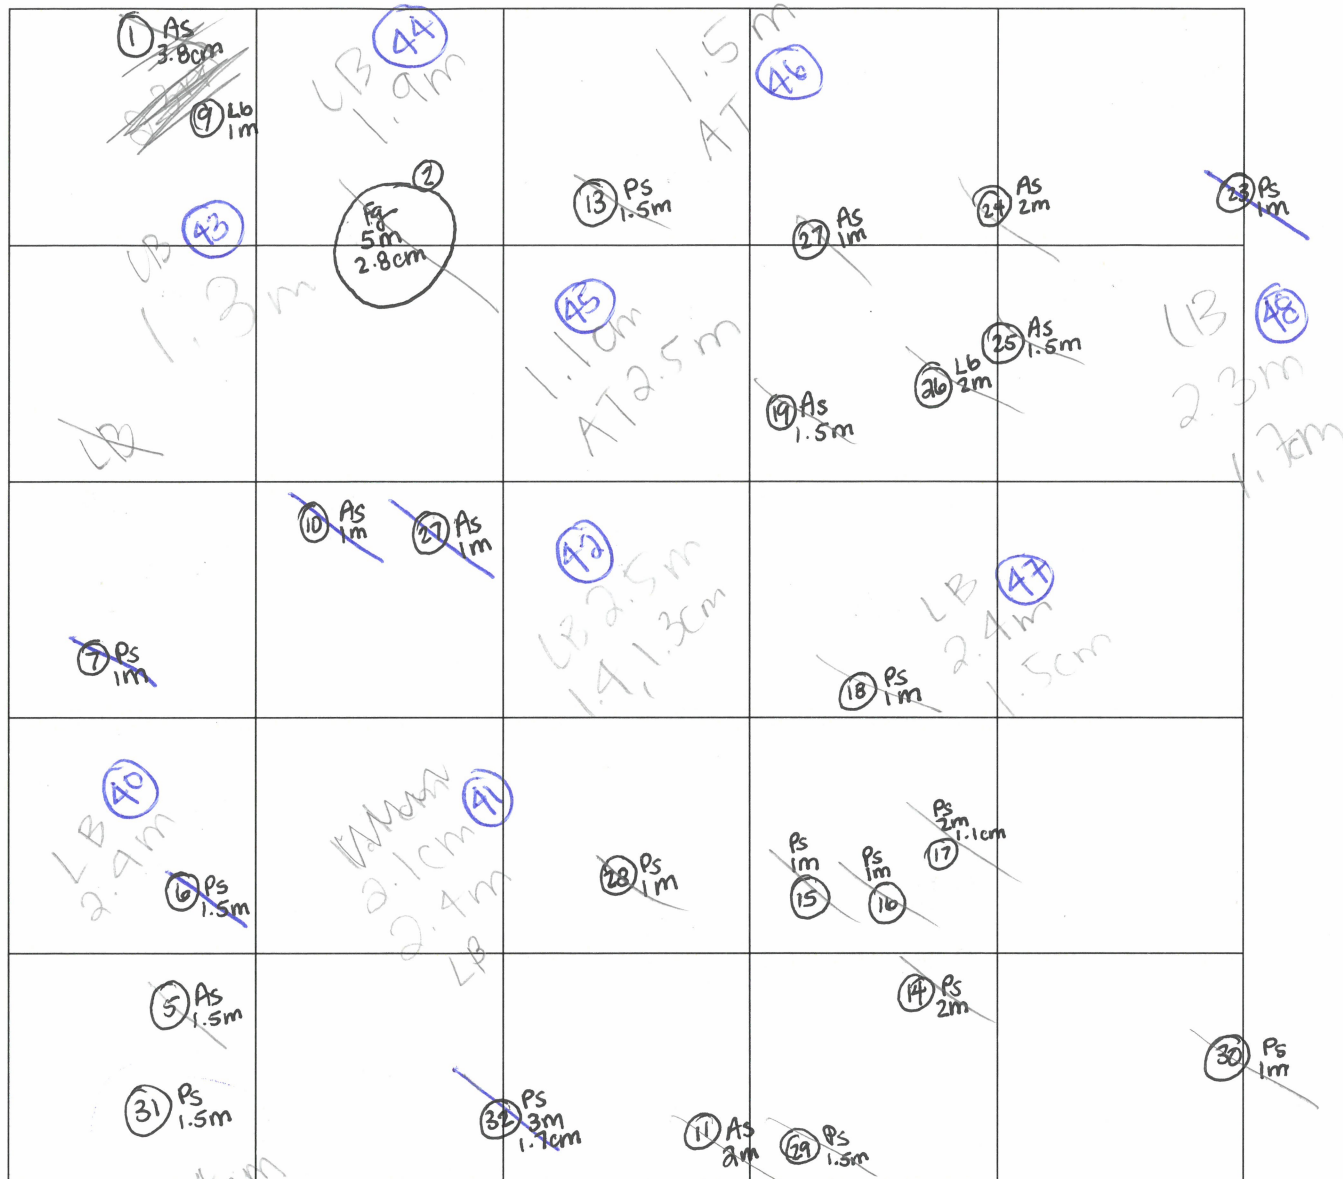 1 As
3.8cm
9 Lb
1m
44
LB
1.9m
1.5m
AT
46
2
Fg
5m
2.8cm
13 Ps
1.5m
27 As
1m
24 As
2m
23 Ps
1m
43
LB
1.3m
LB
45
1.1cm
AT 2.5m
19 As
1.5m
26 Lb
2m
25 As
1.5m
48
LB
2.3m
1.7cm
10 As
1m
27 As
1m
42
LB 2.5m
1.9, 1.3cm
47
LB
2.4m
1.5cm
7 Ps
1m
18 Ps
1m
40
LB
2.9m
6 Ps
1.5m
41
2.1cm
2.4m
LB
28 Ps
1m
Ps
1m
15
Ps
1m
16
Ps
2m
1.1cm
17
5 As
1.5m
14 Ps
2m
30 Ps
1m
31 Ps
1.5m
32 Ps
3m
1.7cm
11 As
2m
29 Ps
1.5m